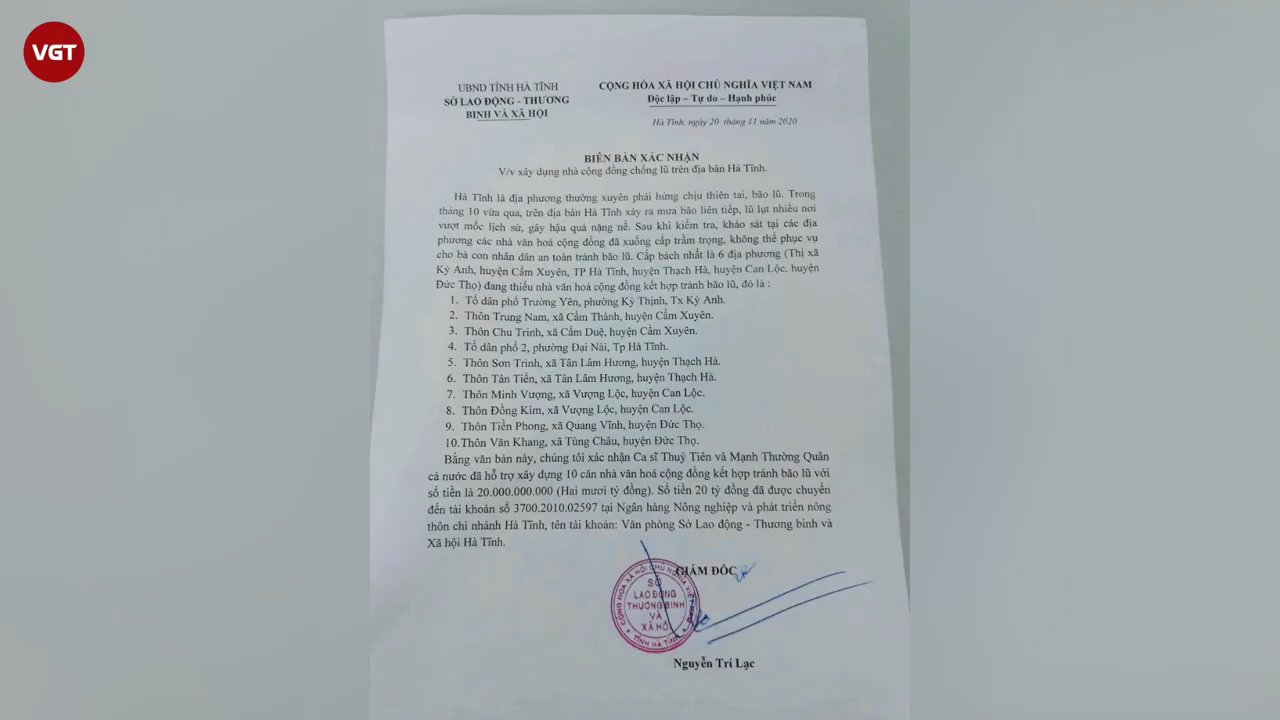 VGT
UBND TỈNH HÀ TĨNH
SỞ LAO ĐỘNG - THƯƠNG
BINH VÀ XÃ HỘI
CỘNG HÒA XÃ HỘI CHỦ NGHĨA VIỆT NAM
Độc lập – Tự do – Hạnh phúc
Hà Tĩnh, ngày 20 tháng 11 năm 2020
BIÊN BẢN XÁC NHẬN
V/v xây dựng nhà cộng đồng chống lũ trên địa bàn Hà Tĩnh.
Hà Tĩnh là địa phương thường xuyên phải hứng chịu thiên tai, bão lũ. Trong
tháng 10 vừa qua, trên địa bàn Hà Tĩnh xảy ra mưa bão liên tiếp, lũ lụt nhiều nơi
vượt mốc lịch sử, gây hậu quả nặng nề. Sau khi kiểm tra, khảo sát tại các địa
phương các nhà văn hoá cộng đồng đã xuống cấp trầm trọng, không thể phục vụ
cho bà con nhân dân an toàn tránh bão lũ. Cấp bách nhất là 6 địa phương (Thị xã
Kỳ Anh, huyện Cẩm Xuyên, TP Hà Tĩnh, huyện Thạch Hà, huyện Can Lộc, huyện
Đức Thọ) đang thiếu nhà văn hoá cộng đồng kết hợp tránh bão lũ, đó là :
1. Tổ dân phố Trường Yên, phường Kỳ Thịnh, Tx Kỳ Anh.
2. Thôn Trung Nam, xã Cẩm Thành, huyện Cẩm Xuyên.
3. Thôn Chu Trinh, xã Cẩm Duệ, huyện Cẩm Xuyên.
4. Tổ dân phố 2, phường Đại Nài, Tp Hà Tĩnh.
5. Thôn Sơn Trình, xã Tân Lâm Hương, huyện Thạch Hà.
6. Thôn Tân Tiến, xã Tân Lâm Hương, huyện Thạch Hà.
7. Thôn Minh Vượng, xã Vượng Lộc, huyện Can Lộc.
8. Thôn Đồng Kim, xã Vượng Lộc, huyện Can Lộc.
9. Thôn Tiền Phong, xã Quang Vĩnh, huyện Đức Thọ.
10.Thôn Văn Khang, xã Tùng Châu, huyện Đức Thọ.
Bằng văn bản này, chúng tôi xác nhận Ca sĩ Thuỷ Tiên và Mạnh Thường Quân
cả nước đã hỗ trợ xây dựng 10 căn nhà văn hoá cộng đồng kết hợp tránh bão lũ với
số tiền là 20.000.000.000 (Hai mươi tỷ đồng). Số tiền 20 tỷ đồng đã được chuyển
đến tài khoản số 3700.2010.02597 tại Ngân hàng Nông nghiệp và phát triển nông
thôn chi nhánh Hà Tĩnh, tên tài khoản: Văn phòng Sở Lao động - Thương binh và
Xã hội Hà Tĩnh.
GIÁM ĐỐC
CỘNG HÒA XÃ HỘI CHỦ NGHĨA VIỆT NAM
SỞ
LAO ĐỘNG
THƯƠNG BINH
VÀ
XÃ HỘI
TỈNH HÀ TĨNH
Nguyễn Trí Lạc